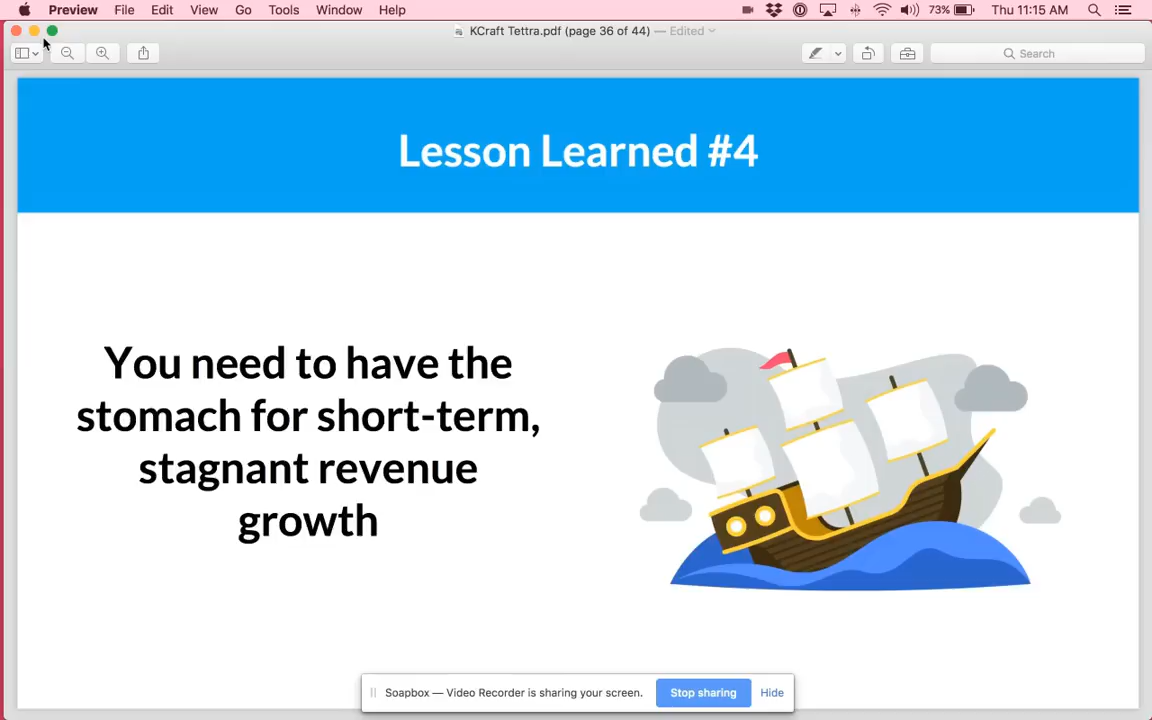 Preview File Edit View Go Tools Window Help 73% Thu 11:15 AM
KCraft Tettra.pdf (page 36 of 44) — Edited
Search
Lesson Learned #4
You need to have the
stomach for short-term,
stagnant revenue
growth
Soapbox — Video Recorder is sharing your screen. Stop sharing Hide